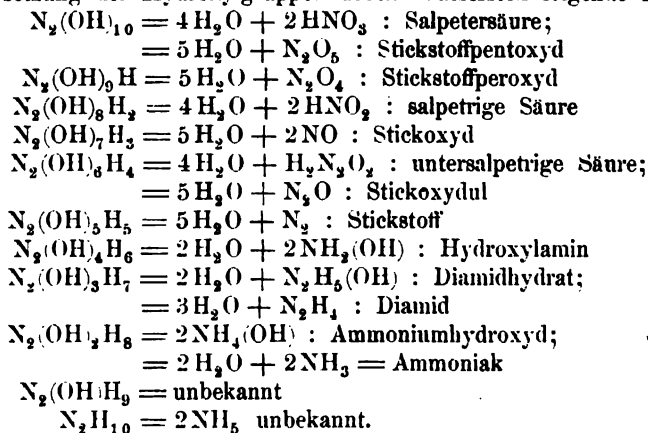 N₂(OH)₁₀ = 4H₂O + 2HNO₃ : Salpetersäure;
= 5H₂O + N₂O₅ : Stickstoffpentoxyd
N₂(OH)₉H = 5H₂O + N₂O₄ : Stickstoffperoxyd
N₂(OH)₈H₂ = 4H₂O + 2HNO₂ : salpetrige Säure
N₂(OH)₇H₃ = 5H₂O + 2NO : Stickoxyd
N₂(OH)₆H₄ = 4H₂O + H₂N₂O₂ : untersalpetrige Säure;
= 5H₂O + N₂O : Stickoxydul
N₂(OH)₅H₅ = 5H₂O + N₂ : Stickstoff
N₂(OH)₄H₆ = 2H₂O + 2NH₂(OH) : Hydroxylamin
N₂(OH)₃H₇ = 2H₂O + N₂H₅(OH) : Diamidhydrat;
= 3H₂O + N₂H₄ : Diamid
N₂(OH)₂H₈ = 2NH₄(OH) : Ammoniumhydroxyd;
= 2H₂O + 2NH₃ = Ammoniak
N₂(OH)H₉ = unbekannt
N₂H₁₀ = 2NH₅ unbekannt.